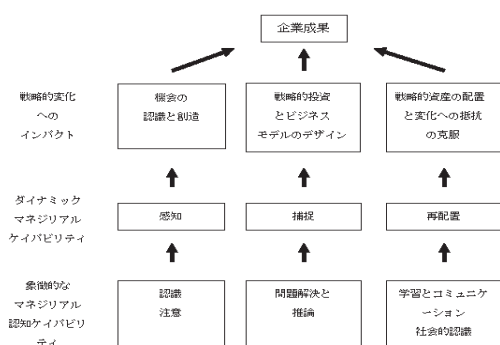 企業成果
戦略的変化
への
インパクト
機会の
認識と創造
戦略的投資
とビジネス
モデルのデザイン
戦略的資産の配置
と変化への抵抗
の克服
ダイナミック
マネジリアル
ケイパビリティ
感知
捕捉
再配置
象徴的な
マネジリアル
認知ケイパビリ
ティ
認識
注意
問題解決と
推論
学習とコミュニケ
ーション
社会的認識